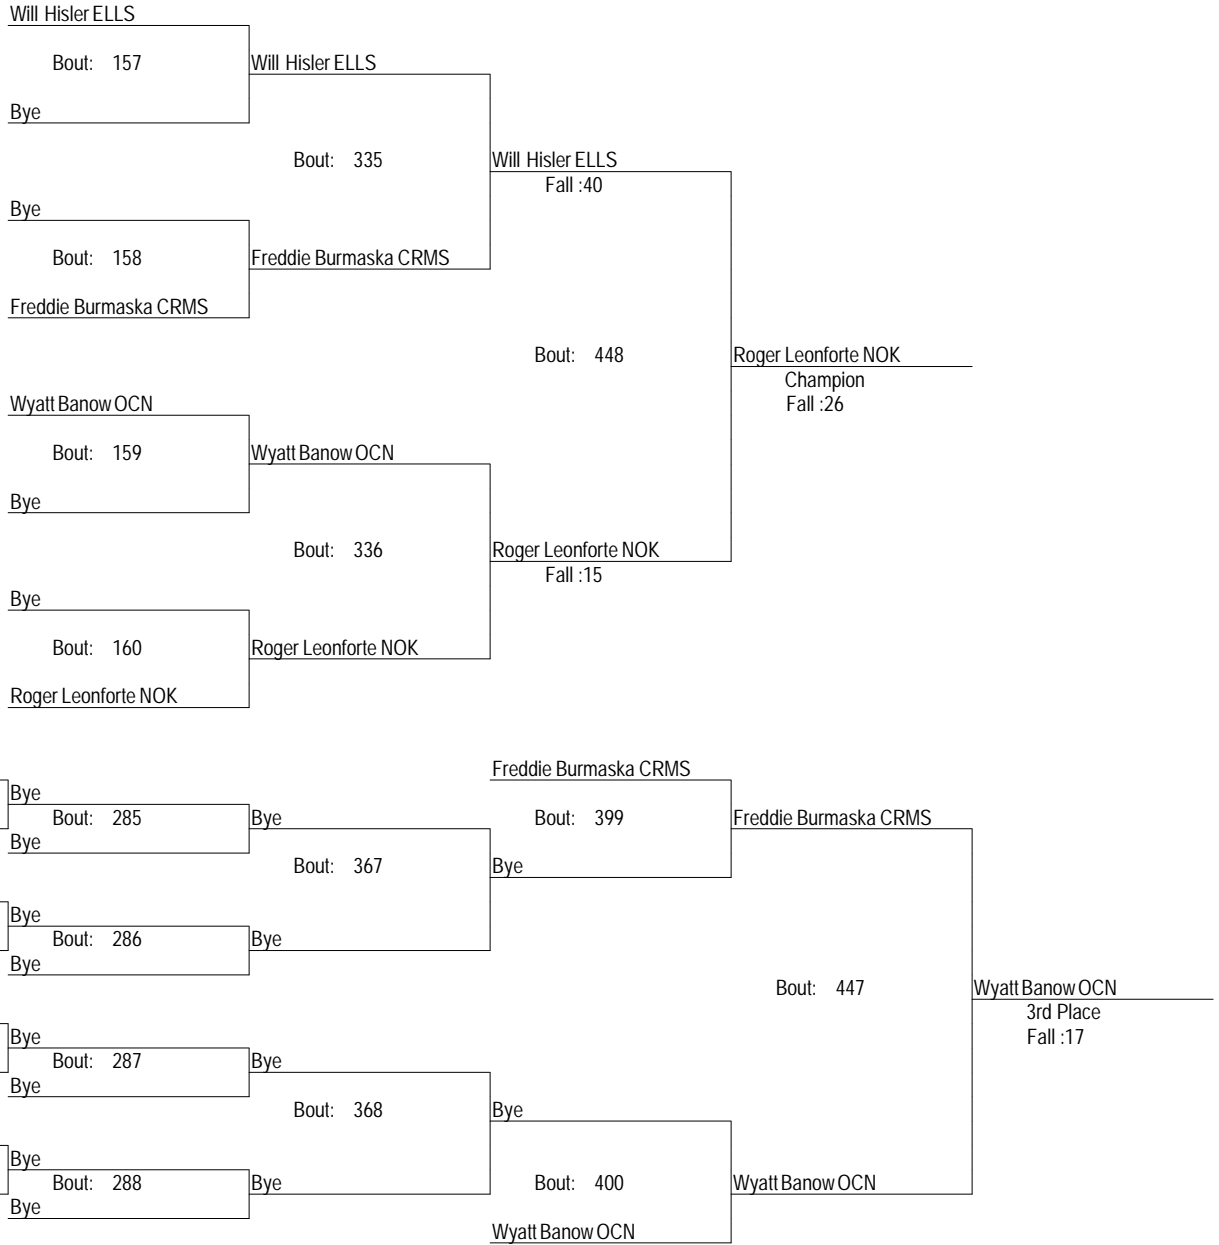 Will Hisler ELLS
Bout: 157
Will Hisler ELLS
Bye
Bout: 335
Will Hisler ELLS
Fall :40
Bye
Bout: 158
Freddie Burmaska CRMS
Freddie Burmaska CRMS
Bout: 448
Roger Leonforte NOK
Champion
Fall :26
Wyatt Banow OCN
Bout: 159
Wyatt Banow OCN
Bye
Bout: 336
Roger Leonforte NOK
Fall :15
Bye
Bout: 160
Roger Leonforte NOK
Roger Leonforte NOK
Freddie Burmaska CRMS
Bye
Bout: 285
Bye
Bout: 399
Freddie Burmaska CRMS
Bye
Bout: 367
Bye
Bye
Bout: 286
Bye
Bye
Bout: 447
Wyatt Banow OCN
3rd Place
Fall :17
Bye
Bout: 287
Bye
Bye
Bout: 368
Bye
Bye
Bout: 288
Bye
Bout: 400
Wyatt Banow OCN
Bye
Wyatt Banow OCN